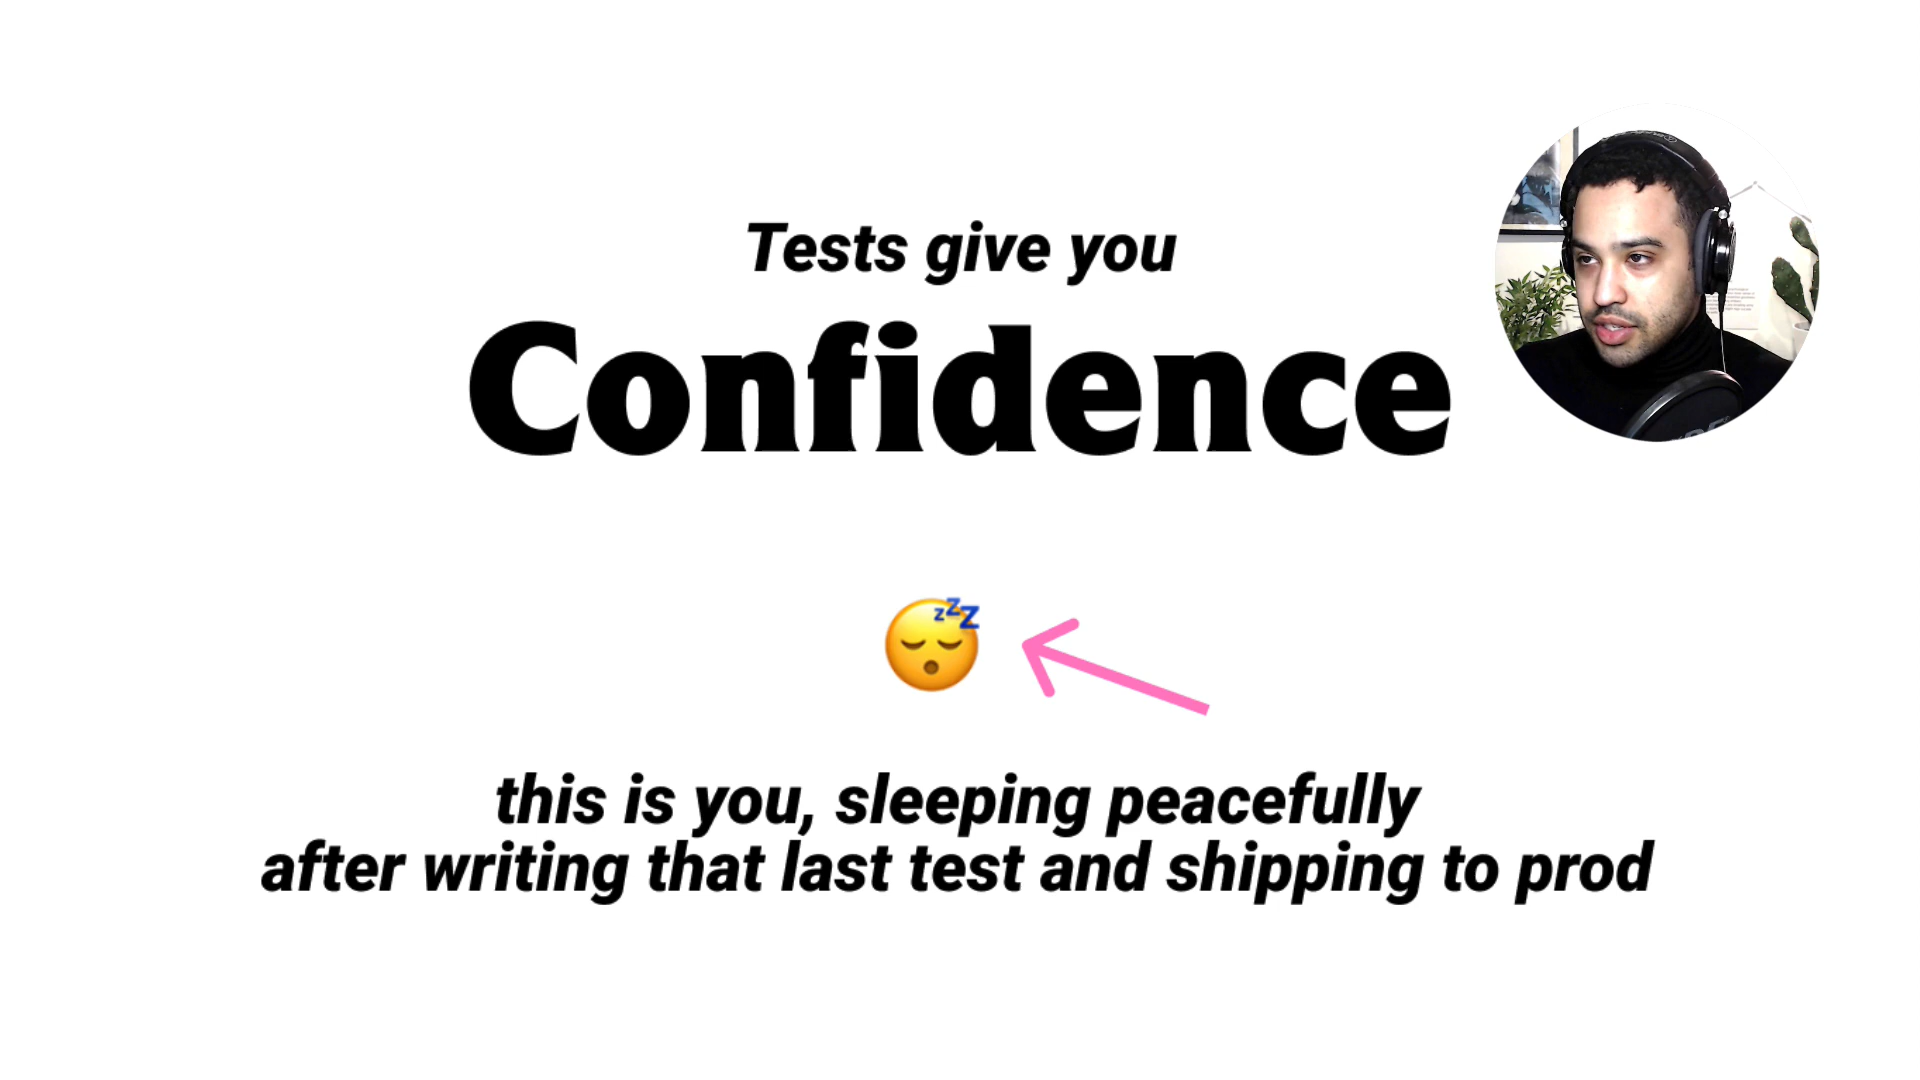 Tests give you
Confidence
this is you, sleeping peacefully
after writing that last test and shipping to prod